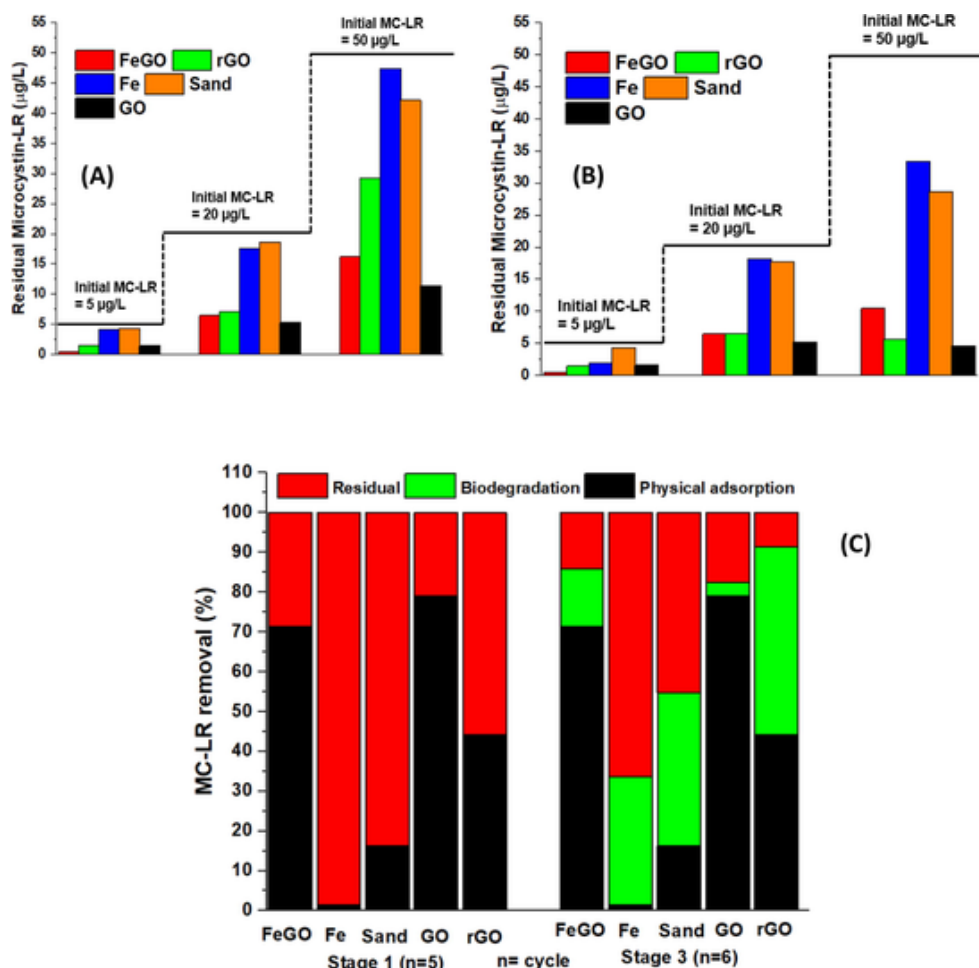 55
50
45
40
35
30
25
20
15
10
5
0
Residual Microcystin-LR (µg/L)
Initial MC-LR
= 50 µg/L
FeGO rGO
Fe Sand
GO
(A)
Initial MC-LR
= 20 µg/L
Initial MC-LR
= 5 µg/L
55
50
45
40
35
30
25
20
15
10
5
0
Residual Microcystin-LR (µg/L)
Initial MC-LR
= 50 µg/L
FeGO rGO
Fe Sand
GO
(B)
Initial MC-LR
= 20 µg/L
Initial MC-LR
= 5 µg/L
110
100
90
80
70
60
50
40
30
20
10
0
MC-LR removal (%)
Residual Biodegradation Physical adsorption
(C)
FeGO Fe Sand GO rGO FeGO Fe Sand GO rGO
Stage 1 (n=5) n= cycle Stage 3 (n=6)